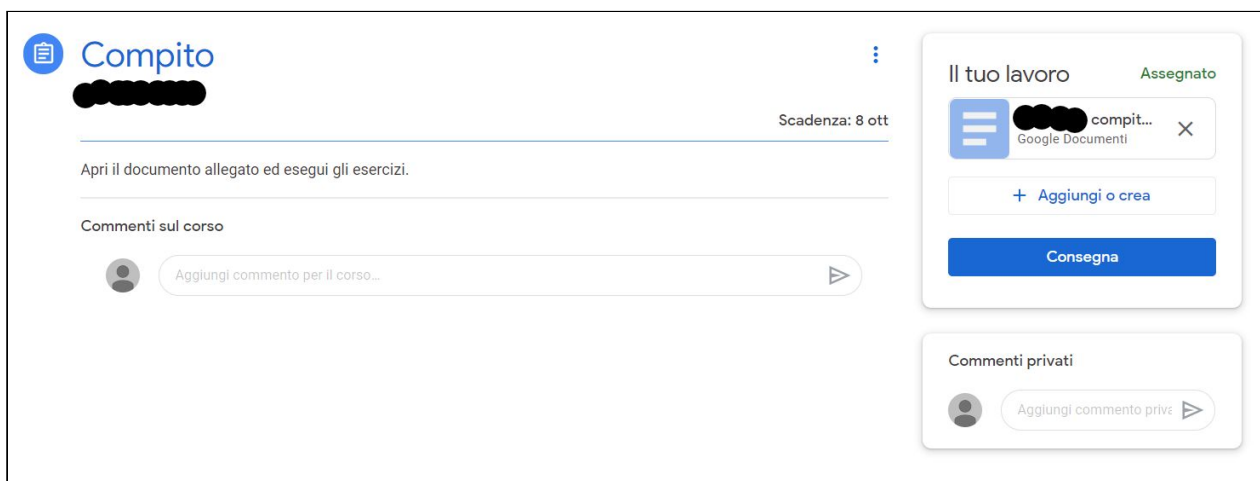 Compito
Scadenza: 8 ott
Apri il documento allegato ed esegui gli esercizi.
Commenti sul corso
Aggiungi commento per il corso...
Il tuo lavoro
Assegnato
compit...
Google Documenti
+ Aggiungi o crea
Consegna
Commenti privati
Aggiungi commento priva